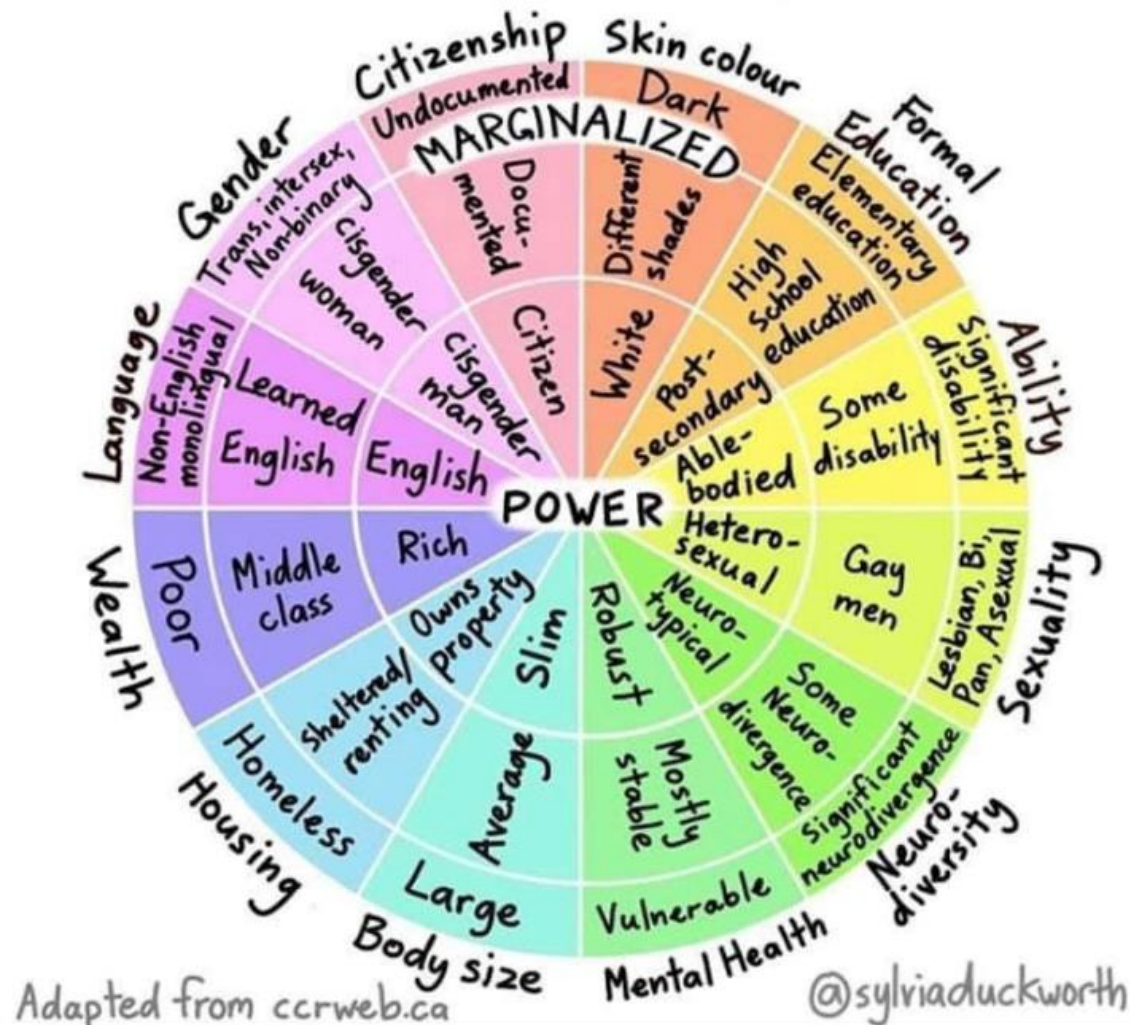 Citizenship
Undocumented
Docu-
mented
Citizen
Skin colour
Dark
Different
shades
White
Formal
Education
Elementary
education
High
school
education
Post-
secondary
Ability
Significant
disability
Some
disability
Able-
bodied
Sexuality
Lesbian, Bi,
Pan, Asexual
Gay
men
Hetero-
sexual
Neuro-
diversity
Significant
neurodivergence
Some
Neuro-
divergence
Neuro-
typical
Mental Health
Vulnerable
Mostly
stable
Robust
Body size
Large
Average
Slim
Housing
Homeless
Sheltered/
renting
Owns
property
Wealth
Poor
Middle
class
Rich
Language
Non-English
monolingual
Learned
English
English
Gender
Trans, intersex,
Non-binary
cisgender
woman
cisgender
man
MARGINALIZED
POWER
Adapted from ccrweb.ca
@sylviaduckworth